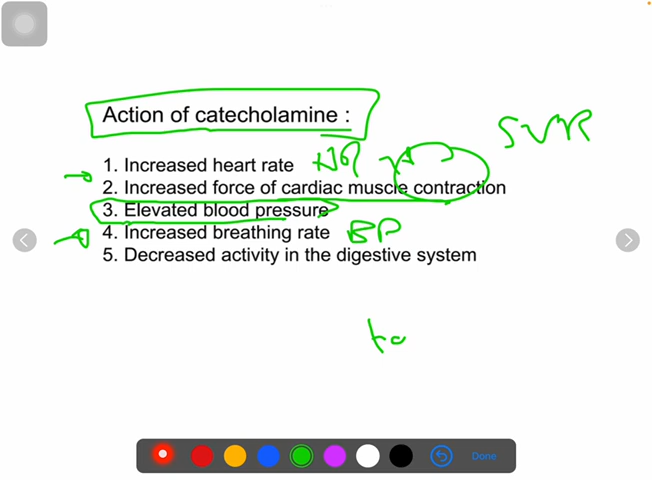 Action of catecholamine :
SVR
1. Increased heart rate HR
2. Increased force of cardiac muscle contraction
3. Elevated blood pressure
4. Increased breathing rate BP
5. Decreased activity in the digestive system
Done